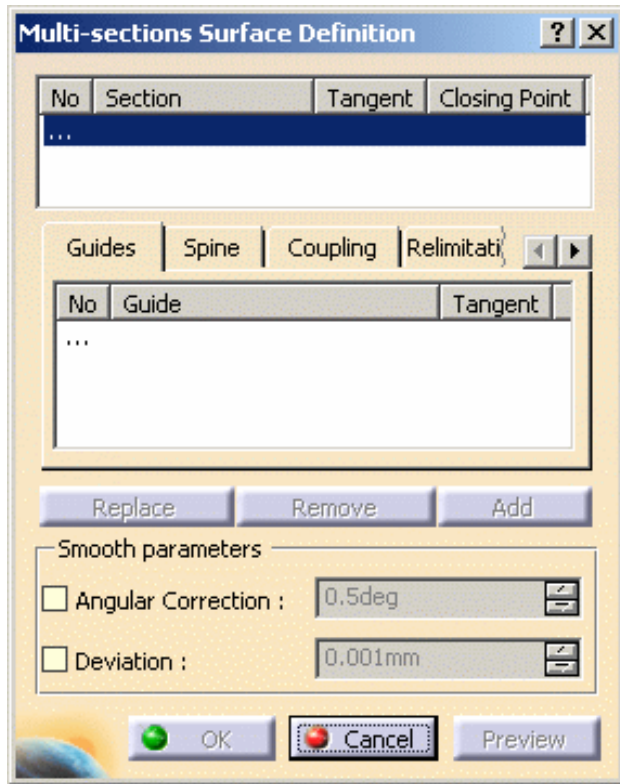 Multi-sections Surface Definition ? X
No Section Tangent Closing Point
...
Guides Spine Coupling Relimitati
No Guide Tangent
...
Replace Remove Add
Smooth parameters
Angular Correction : 0.5deg
Deviation : 0.001mm
OK Cancel Preview